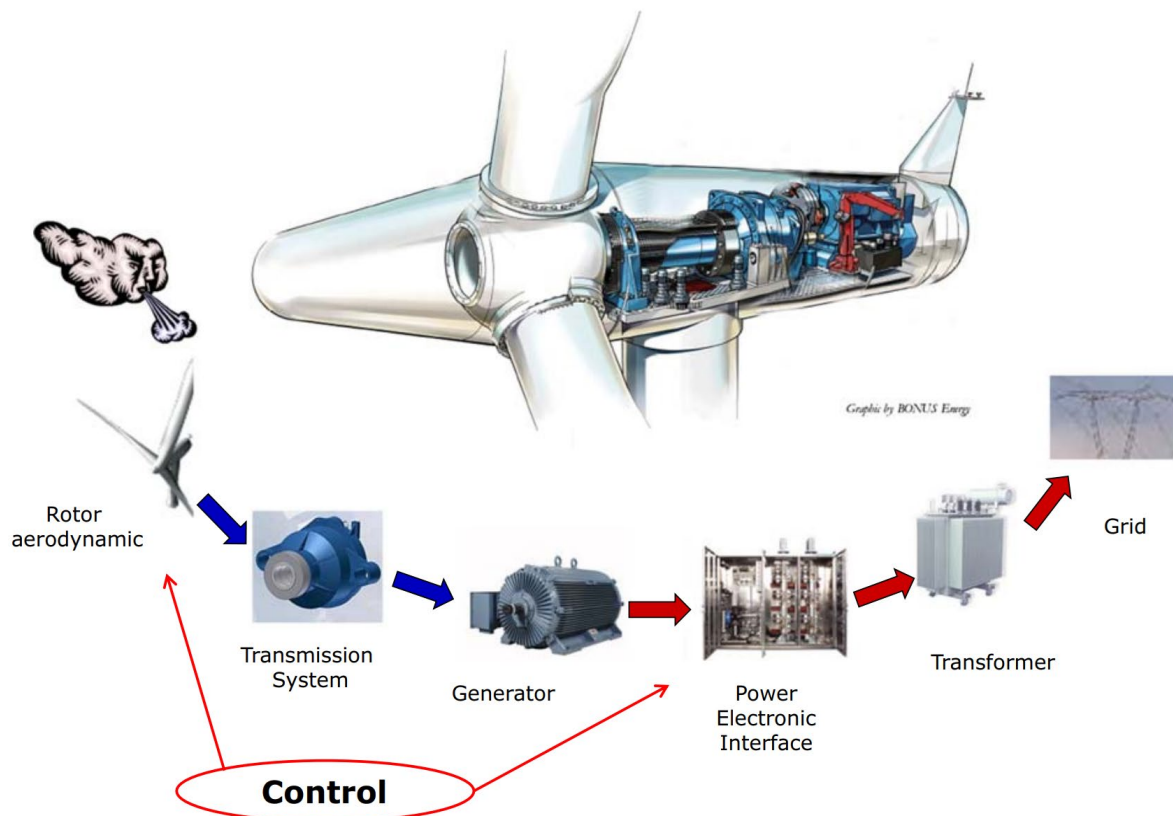 Graphic by BONUS Energy
Rotor
aerodynamic
Transmission
System
Generator
Power
Electronic
Interface
Transformer
Grid
Control